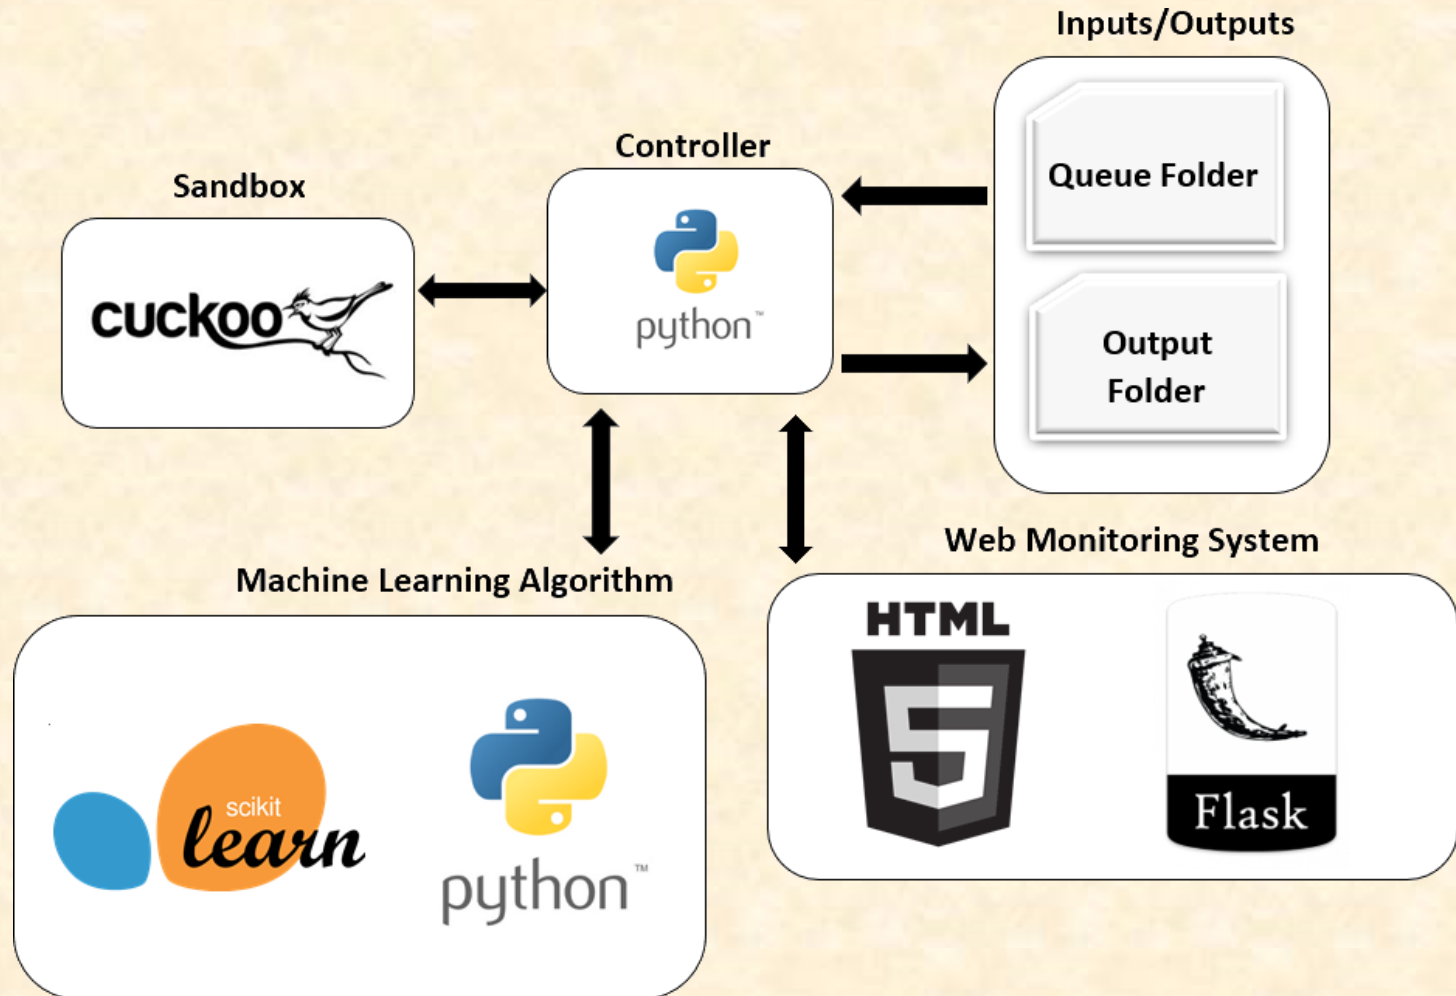 Inputs/Outputs
Queue Folder
Output
Folder
Controller
python™
Sandbox
cuckoo
Machine Learning Algorithm
scikit
learn
python™
Web Monitoring System
HTML
5
Flask